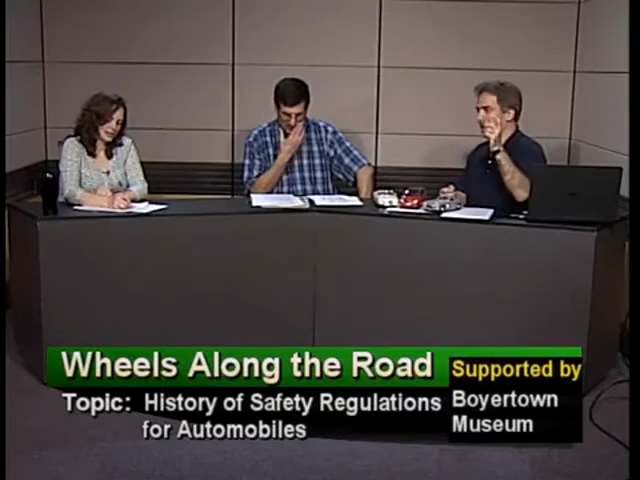 Wheels Along the Road
Supported by
Topic: History of Safety Regulations
for Automobiles
Boyertown
Museum